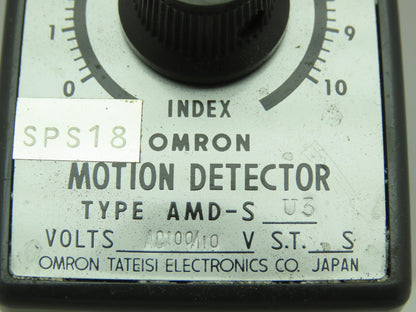 1 9
0 10
INDEX
SPS18 OMRON
MOTION DETECTOR
TYPE AMD-S U3
VOLTS AC100/110 V S.T. S
OMRON TATEISI ELECTRONICS CO. JAPAN